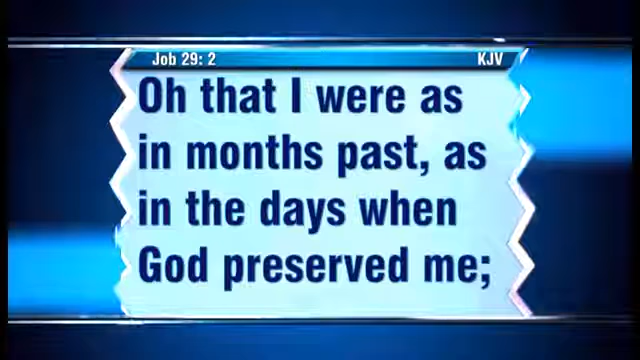 Job 29: 2 KJV
Oh that I were as
in months past, as
in the days when
God preserved me;